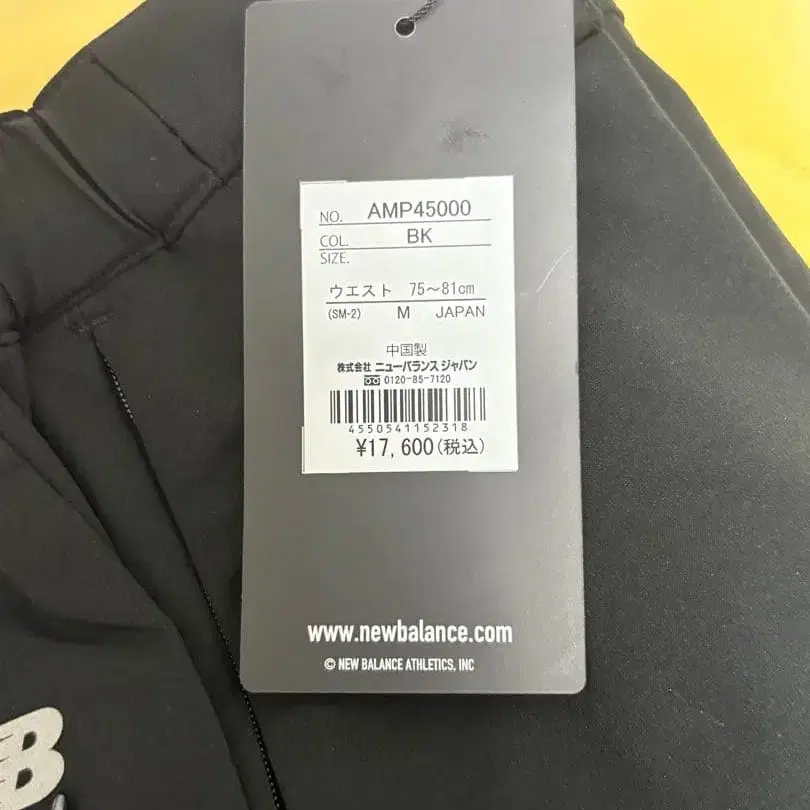 NO. AMP45000
COL. BK
SIZE.
ウエスト 75～81cm
(SM-2) M JAPAN
中国製
株式会社 ニューバランス ジャパン
0120-85-7120
4550541152318
¥17,600(税込)
www.newbalance.com
© NEW BALANCE ATHLETICS, INC
NB